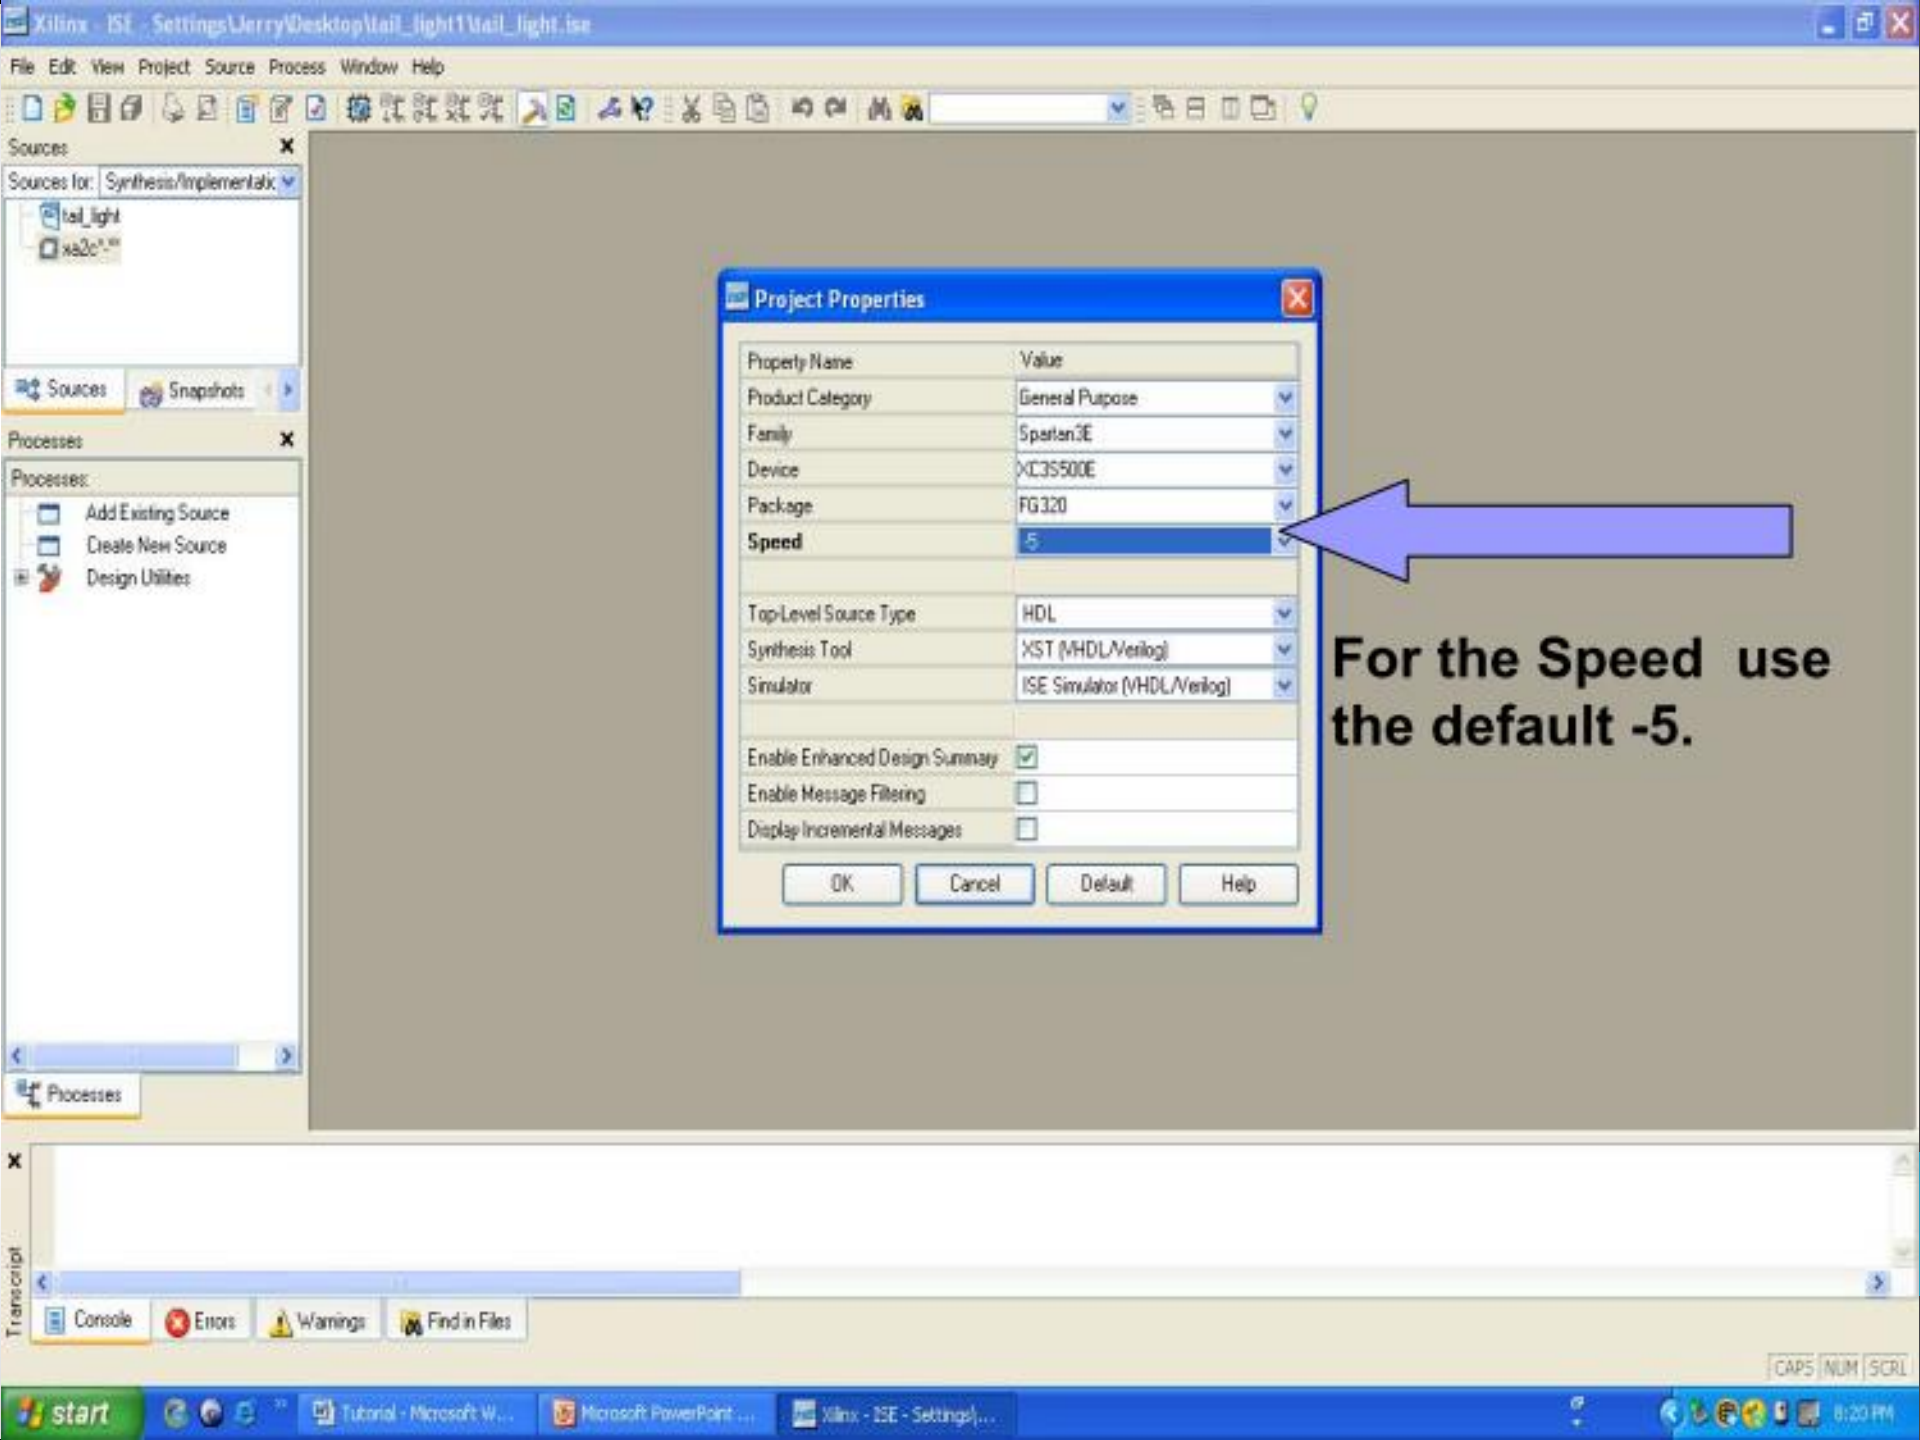 Xilinx - ISE - Settings\Jerry\Desktop\tail_light1\tail_light.ise
File Edit View Project Source Process Window Help
Sources
Sources for: Synthesis/Implementatic
tail_light
xa2c*-**
Sources Snapshots
Processes
Processes:
Add Existing Source
Create New Source
Design Utilities
Processes
Project Properties
Property Name Value
Product Category General Purpose
Family Spartan3E
Device XC3S500E
Package FG320
Speed -5
Top-Level Source Type HDL
Synthesis Tool XST (VHDL/Verilog)
Simulator ISE Simulator (VHDL/Verilog)
Enable Enhanced Design Summary
Enable Message Filtering
Display Incremental Messages
OK Cancel Default Help
For the Speed use
the default -5.
Transcript
Console Errors Warnings Find in Files
CAPS NUM SCRL
start Tutorial - Microsoft W... Microsoft PowerPoint ... Xilinx - ISE - Settings\... 8:20 PM